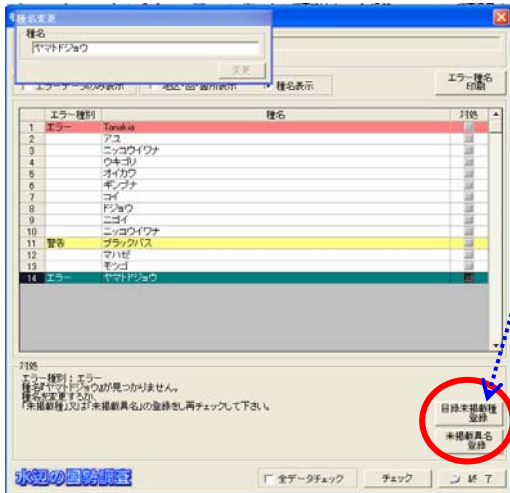 種名変更
種名
ヤマトドジョウ
変更
エラーデータのみ表示 地区・回・箇所表示 種名表示
エラー種名
印刷
エラー種別 種名 対処
1 エラー Tanakia
2 アユ
3 ニッコウイワナ
4 ウキゴリ
5 オイカワ
6 ギンブナ
7 コイ
8 ドジョウ
9 ニゴイ
10 ニッコウイワナ
11 警告 ブラックバス
12 マハゼ
13 モツゴ
14 エラー ヤマトドジョウ
対処
エラー種別:エラー
種名『ヤマトドジョウ』が見つかりません。
種名を変更するか、
「未掲載種」又は「未掲載異名」の登録をし再チェックして下さい。
目録未掲載種
登録
未掲載異名
登録
水辺の国勢調査
全データチェック チェック 終了